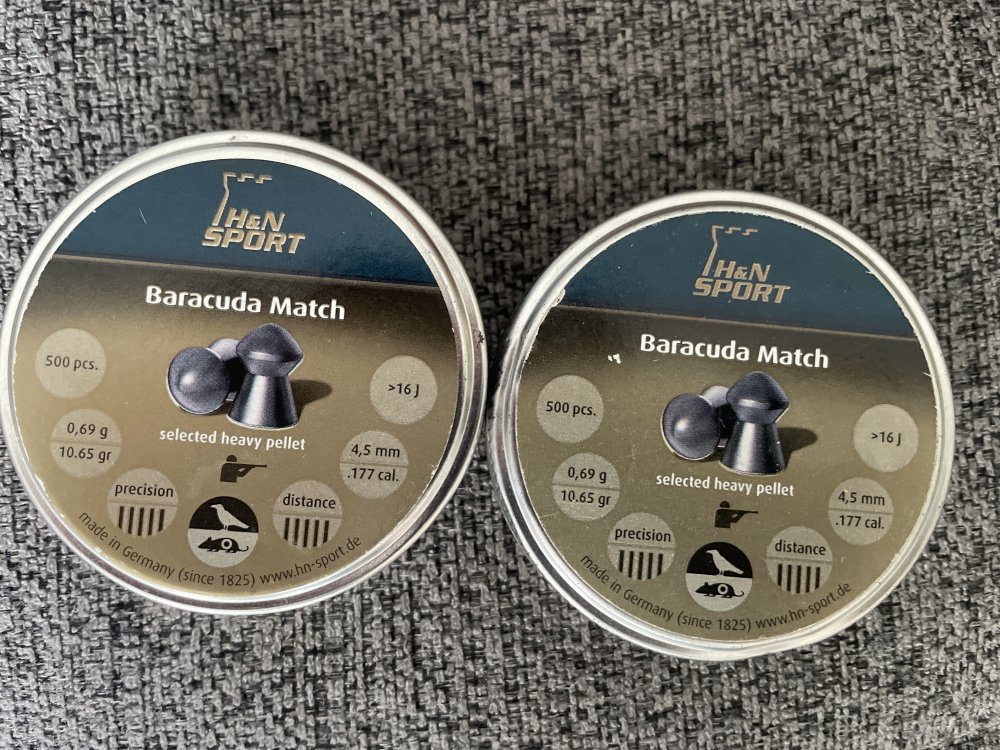 H&N
SPORT
Baracuda Match
500 pcs.
>16 J
selected heavy pellet
0,69 g
10.65 gr
4,5 mm
.177 cal.
precision
distance
made in Germany (since 1825) www.hn-sport.de
H&N
SPORT
Baracuda Match
500 pcs.
>16 J
selected heavy pellet
0,69 g
10.65 gr
4,5 mm
.177 cal.
precision
distance
made in Germany (since 1825) www.hn-sport.de